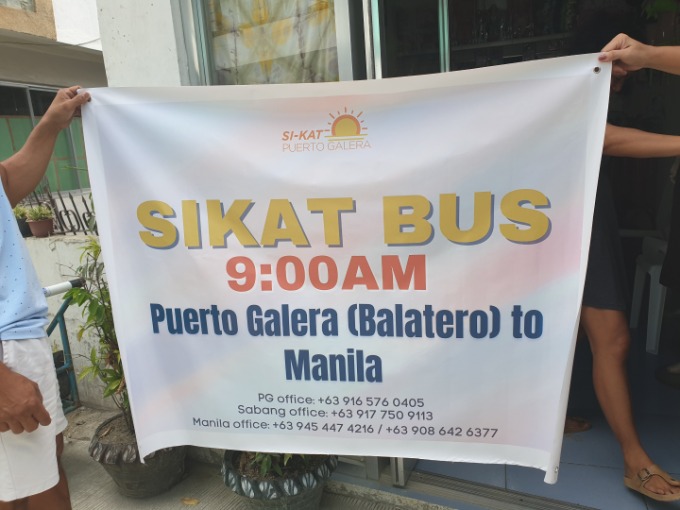 SI-KAT
PUERTO GALERA
SIKAT BUS
9:00AM
Puerto Galera (Balatero) to
Manila
PG office: +63 916 576 0405
Sabang office: +63 917 750 9113
Manila office: +63 945 447 4216 / +63 908 642 6377